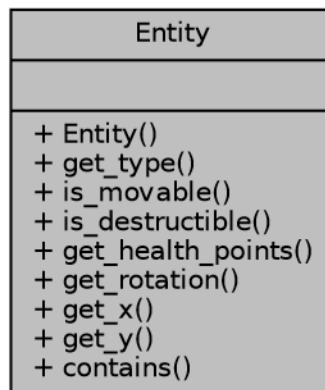 Entity
+ Entity()
+ get_type()
+ is_movable()
+ is_destructible()
+ get_health_points()
+ get_rotation()
+ get_x()
+ get_y()
+ contains()